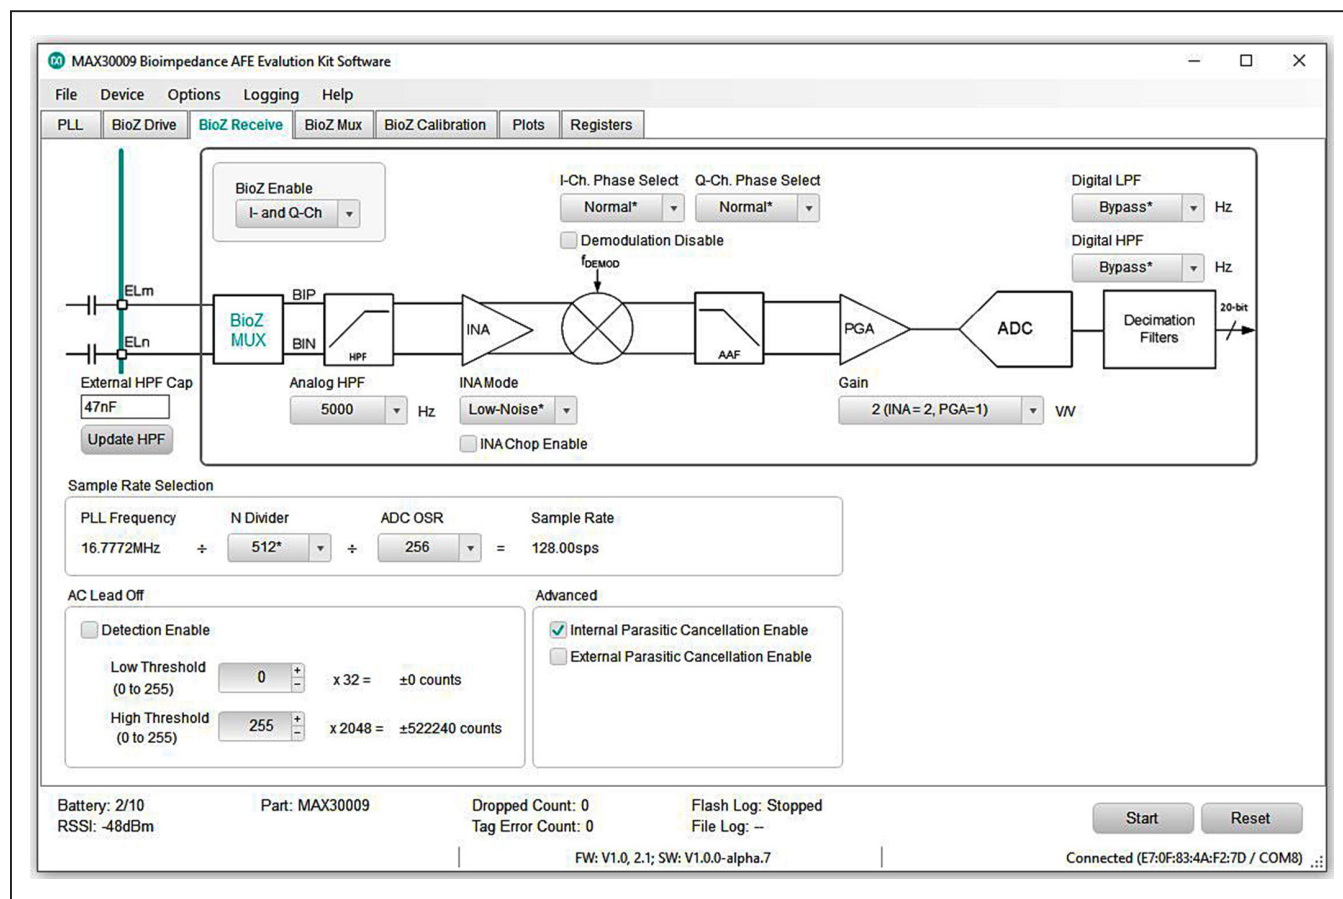 MAX30009 Bioimpedance AFE Evalution Kit Software
File Device Options Logging Help
PLL BioZ Drive BioZ Receive BioZ Mux BioZ Calibration Plots Registers
BioZ Enable
I- and Q-Ch
I-Ch. Phase Select Q-Ch. Phase Select
Normal* Normal*
Demodulation Disable
fDEMOD
Digital LPF
Bypass* Hz
Digital HPF
Bypass* Hz
ELm
ELn
BioZ
MUX
BIP
BIN
HPF
INA
AAF
PGA
ADC
Decimation
Filters
20-bit
External HPF Cap
47nF
Update HPF
Analog HPF
5000 Hz
INA Mode
Low-Noise*
INA Chop Enable
Gain
2 (INA = 2, PGA=1) V/V
Sample Rate Selection
PLL Frequency N Divider ADC OSR Sample Rate
16.7772MHz ÷ 512* ÷ 256 = 128.00sps
AC Lead Off
Detection Enable
Low Threshold
(0 to 255)
0 x 32 = ±0 counts
High Threshold
(0 to 255)
255 x 2048 = ±522240 counts
Advanced
Internal Parasitic Cancellation Enable
External Parasitic Cancellation Enable
Battery: 2/10 Part: MAX30009 Dropped Count: 0 Flash Log: Stopped
RSSI: -48dBm Tag Error Count: 0 File Log: --
Start Reset
FW: V1.0, 2.1; SW: V1.0.0-alpha.7 Connected (E7:0F:83:4A:F2:7D / COM8)